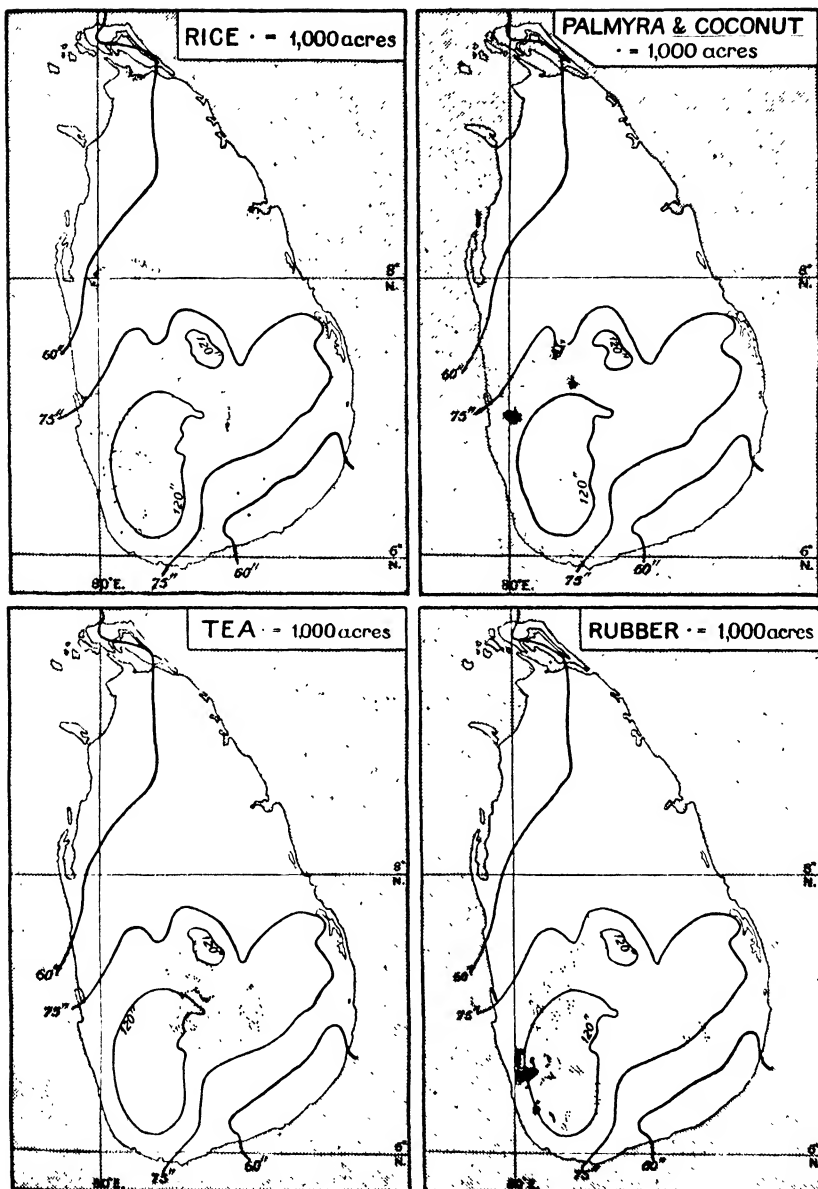 RICE · = 1,000 acres
120"
8°
N.
60"
75"
120"
80°E.
75"
60"
6°
N.
PALMYRA & COCONUT
· = 1,000 acres
120"
8°
N.
60"
75"
120"
80°E.
75"
60"
6°
N.
TEA · = 1,000 acres
8°
N.
120"
60"
75"
120"
80°E.
75"
60"
6°
N.
RUBBER · = 1,000 acres
8°
N.
120"
60"
75"
120"
80°E.
75"
60"
6°
N.